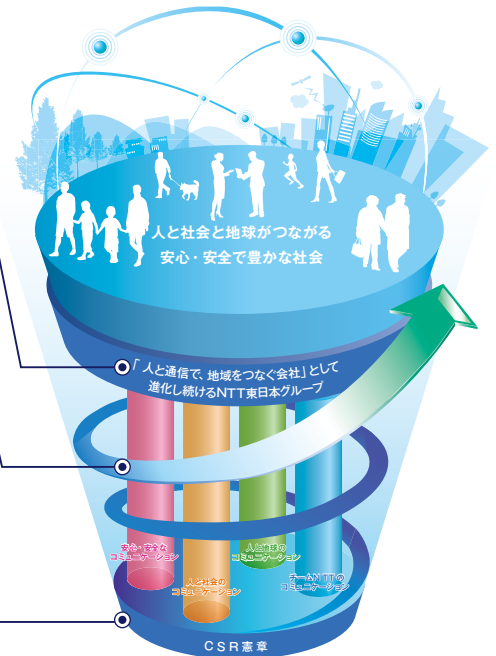 人と社会と地球がつながる
安心・安全で豊かな社会
「人と通信で、地域をつなぐ会社」として
進化し続けるNTT東日本グループ
安心・安全な
コミュニケーション
人と社会の
コミュニケーション
人と地球の
コミュニケーション
チームNTTの
コミュニケーション
CSR憲章